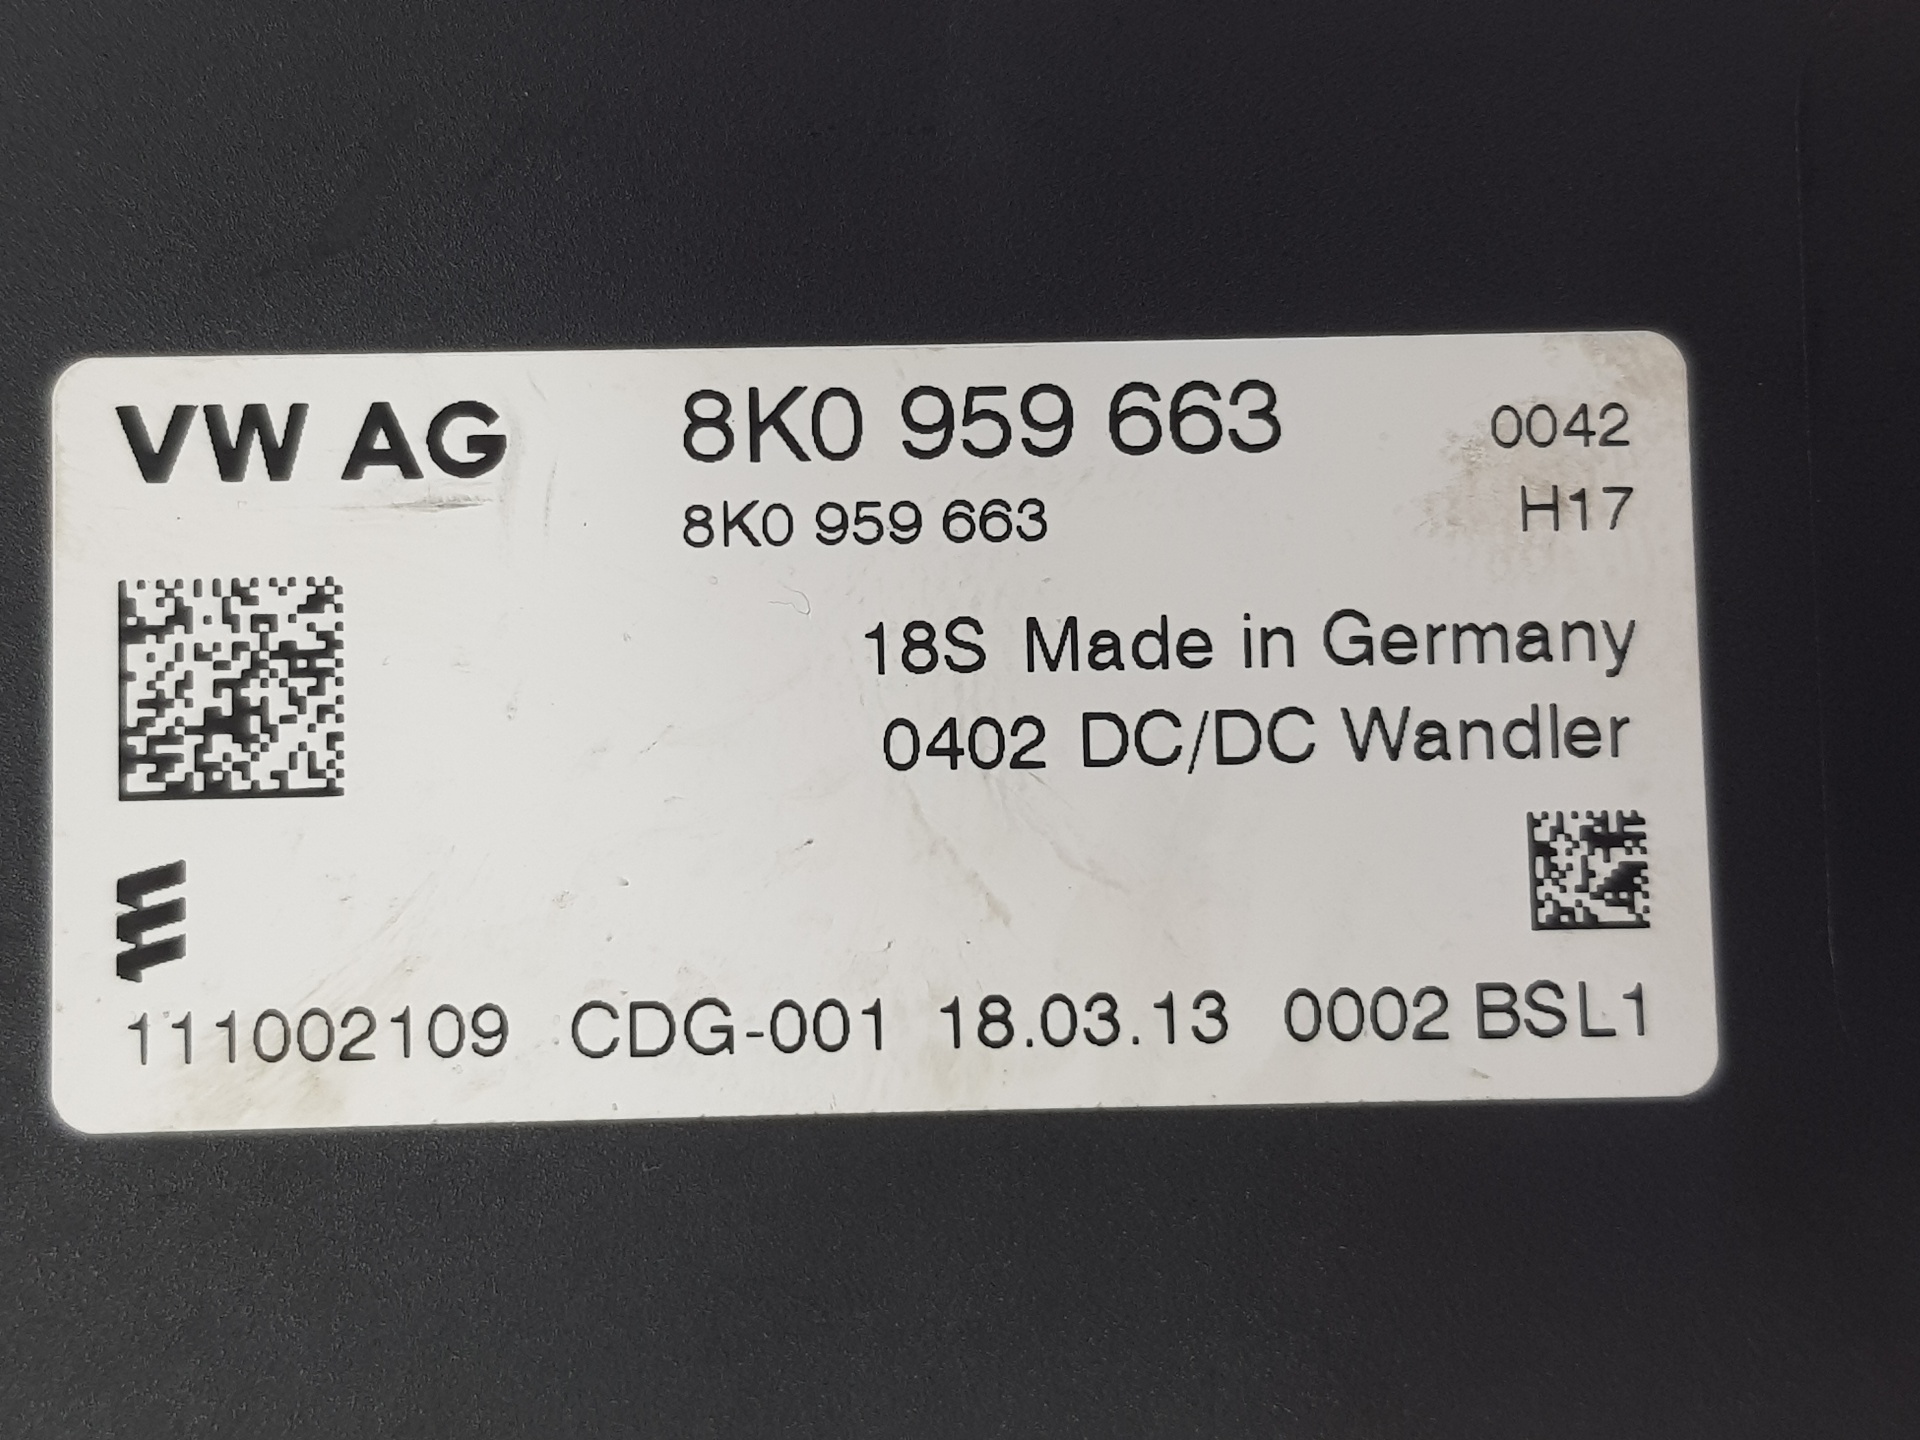 VW AG 8K0 959 663 0042
8K0 959 663 H17
18S Made in Germany
0402 DC/DC Wandler
111002109 CDG-001 18.03.13 0002 BSL1